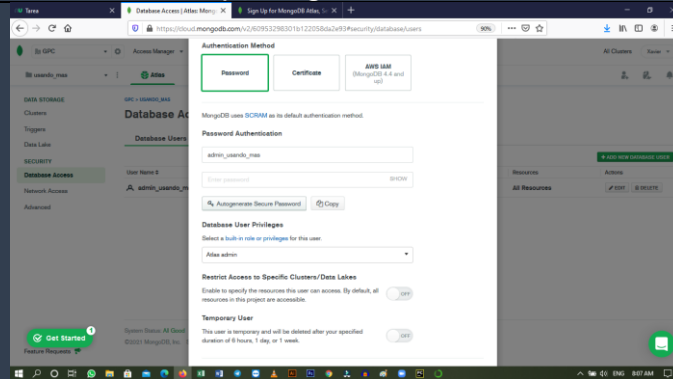 Tarea
Database Access | Atlas: Mong
Sign Up for MongoDB Atlas, S
https://cloud.mongodb.com/v2/60953298301b122058da2e93#security/database/users
90%
GPC
Access Manager
All Clusters
Xavier
usando_mas
Atlas
DATA STORAGE
Clusters
Triggers
Data Lake
SECURITY
Database Access
Network Access
Advanced
GPC > USANDO_MAS
Database Ac
Database Users
User Name
admin_usando_m
+ ADD NEW DATABASE USER
Resources
Actions
All Resources
EDIT
DELETE
Authentication Method
Password
Certificate
AWS IAM
(MongoDB 4.4 and
up)
MongoDB uses SCRAM as its default authentication method.
Password Authentication
admin_usando_mas
Enter password
SHOW
Autogenerate Secure Password
Copy
Database User Privileges
Select a built-in role or privileges for this user.
Atlas admin
Restrict Access to Specific Clusters/Data Lakes
Enable to specify the resources this user can access. By default, all
resources in this project are accessible.
OFF
Temporary User
This user is temporary and will be deleted after your specified
duration of 6 hours, 1 day, or 1 week.
OFF
Get Started
1
Feature Requests
System Status: All Good
©2021 MongoDB, Inc.
ENG
8:07 AM